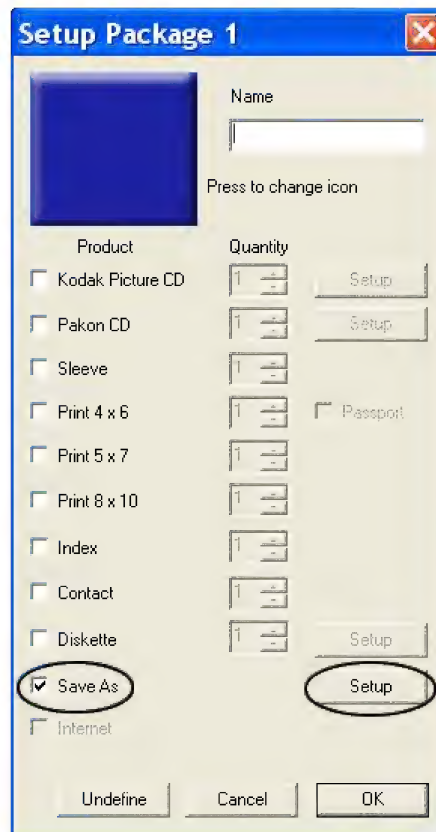 Setup Package 1
Name
Press to change icon
Product Quantity
Kodak Picture CD 1 Setup
Pakon CD 1 Setup
Sleeve 1
Print 4 x 6 1 Passport
Print 5 x 7 1
Print 8 x 10 1
Index 1
Contact 1
Diskette 1 Setup
Save As Setup
Internet
Undefine Cancel OK